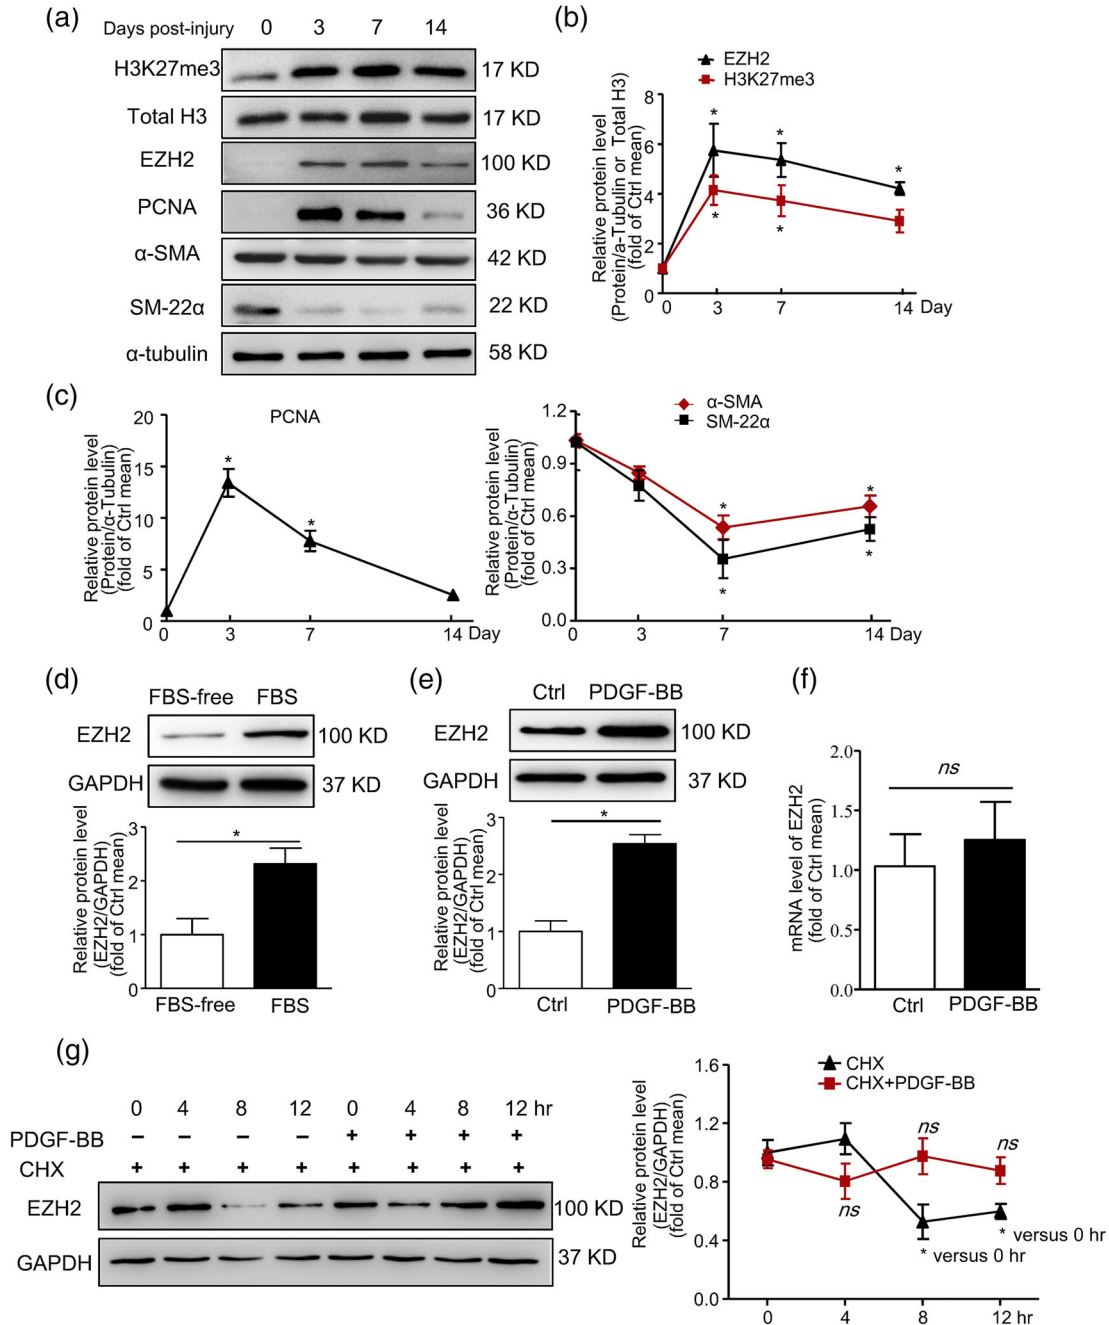 (a)
Days post-injury 0 3 7 14
H3K27me3 17 KD
Total H3 17 KD
EZH2 100 KD
PCNA 36 KD
α-SMA 42 KD
SM-22α 22 KD
α-tubulin 58 KD
(b)
EZH2
H3K27me3
Relative protein level
(Protein/a-Tubulin or Total H3)
(fold of Ctrl mean)
8
6
4
2
0
* * *
* *
0 3 7 14 Day
(c)
PCNA
Relative protein level
(Protein/α-Tubulin)
(fold of Ctrl mean)
20
15
10
5
0
* *
0 3 7 14 Day
α-SMA
SM-22α
Relative protein level
(Protein/α-Tubulin)
(fold of Ctrl mean)
1.2
0.9
0.6
0.3
0.0
* *
* *
0 3 7 14 Day
(d)
FBS-free FBS
EZH2 100 KD
GAPDH 37 KD
Relative protein level
(EZH2/GAPDH)
(fold of Ctrl mean)
3
2
1
0
*
FBS-free FBS
(e)
Ctrl PDGF-BB
EZH2 100 KD
GAPDH 37 KD
Relative protein level
(EZH2/GAPDH)
(fold of Ctrl mean)
3
2
1
0
*
Ctrl PDGF-BB
(f)
mRNA level of EZH2
(fold of Ctrl mean)
2.0
1.5
1.0
0.5
0.0
ns
Ctrl PDGF-BB
(g)
0 4 8 12 0 4 8 12 hr
PDGF-BB – – – – + + + +
CHX + + + + + + + +
EZH2 100 KD
GAPDH 37 KD
CHX
CHX+PDGF-BB
Relative protein level
(EZH2/GAPDH)
(fold of Ctrl mean)
1.6
1.2
0.8
0.4
0.0
ns ns
ns
* versus 0 hr
* versus 0 hr
0 4 8 12 hr